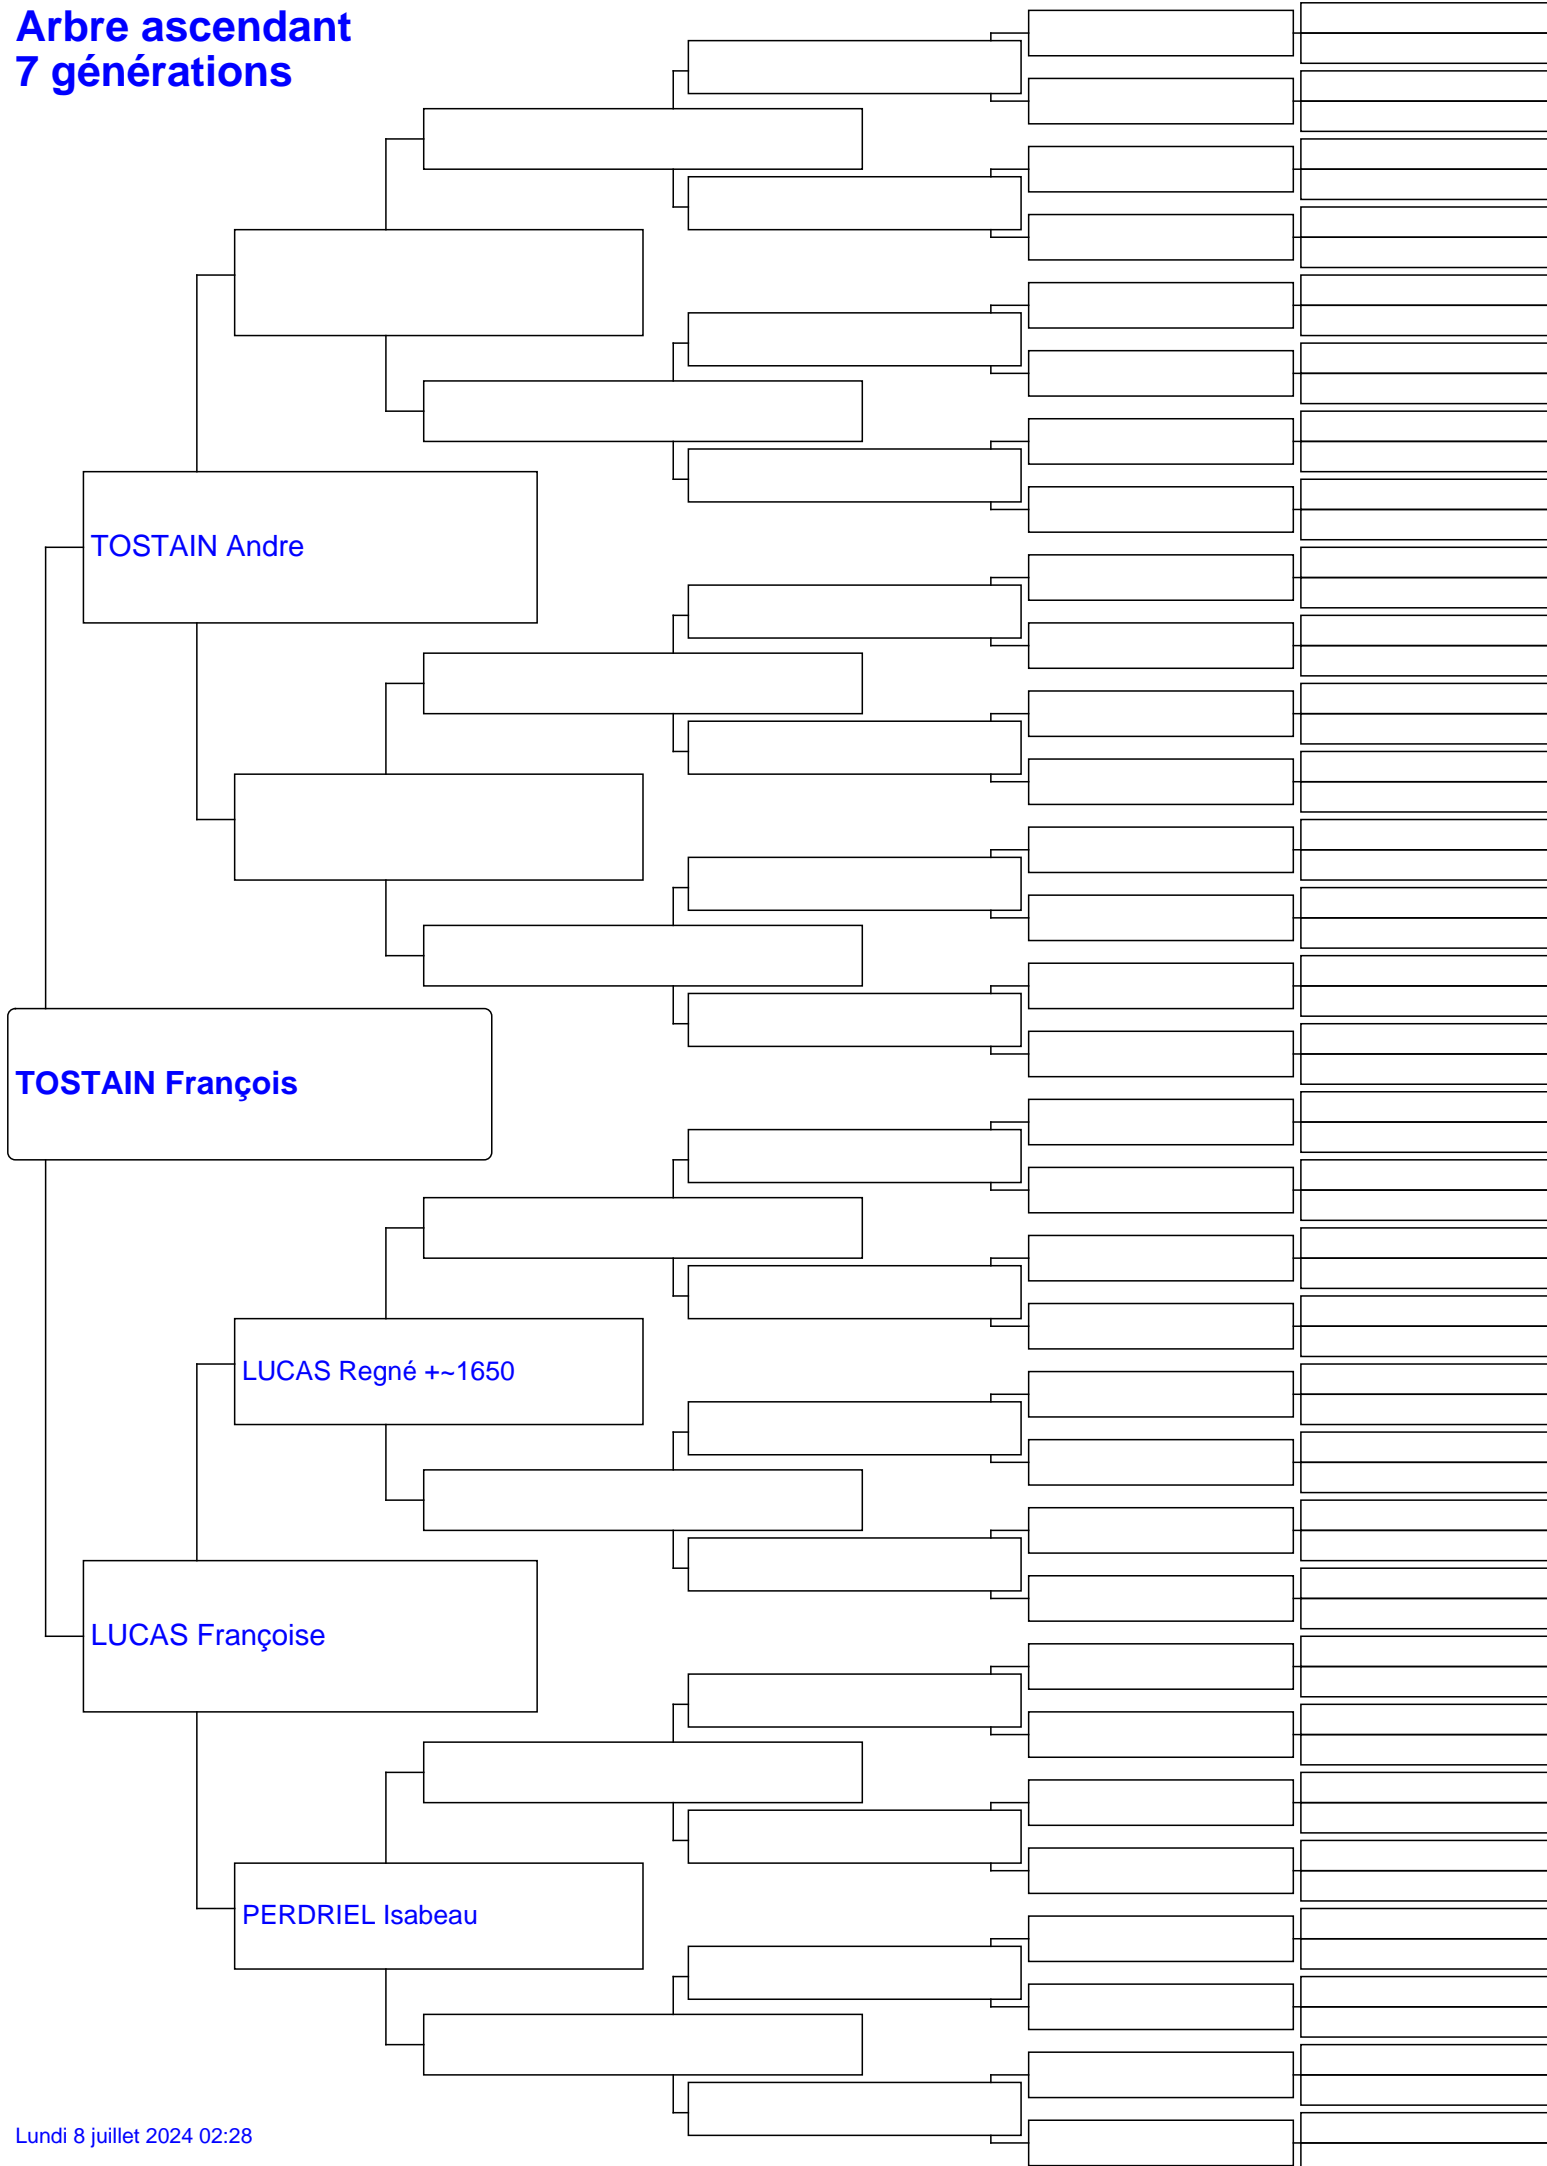 Arbre ascendant
7 générations
TOSTAIN Andre
TOSTAIN François
LUCAS Regné +~1650
LUCAS Françoise
PERDRIEL Isabeau
Lundi 8 juillet 2024 02:28